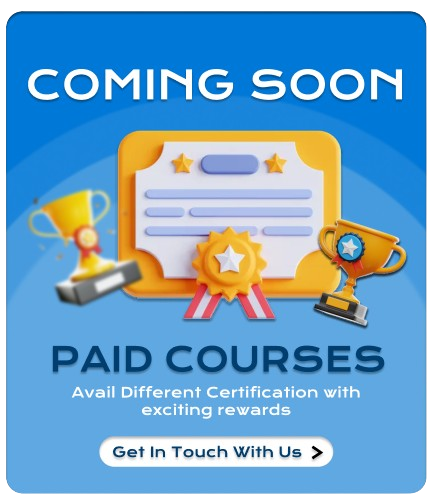 COMING SOON
PAID COURSES
Avail Different Certification with
exciting rewards
Get In Touch With Us >